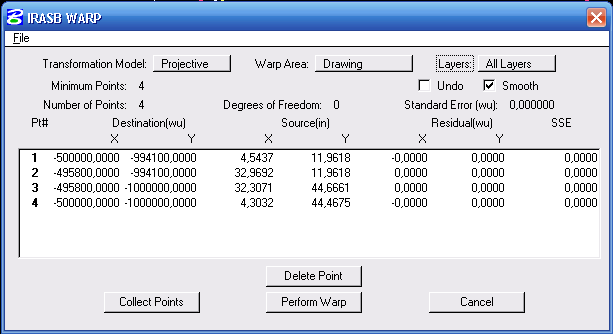 IRASB WARP
File
Transformation Model: Projective Warp Area: Drawing Layers: All Layers
Minimum Points: 4 Undo Smooth
Number of Points: 4 Degrees of Freedom: 0 Standard Error (wu): 0,000000
Pt# Destination(wu) Source(in) Residual(wu) SSE
X Y X Y X Y
1 -500000,0000 -994100,0000 4,5437 11,9618 -0,0000 0,0000 0,0000
2 -495800,0000 -994100,0000 32,9692 11,9618 0,0000 0,0000 0,0000
3 -495800,0000 -1000000,0000 32,3071 44,6661 0,0000 0,0000 0,0000
4 -500000,0000 -1000000,0000 4,3032 44,4675 -0,0000 0,0000 0,0000
Delete Point
Collect Points Perform Warp Cancel